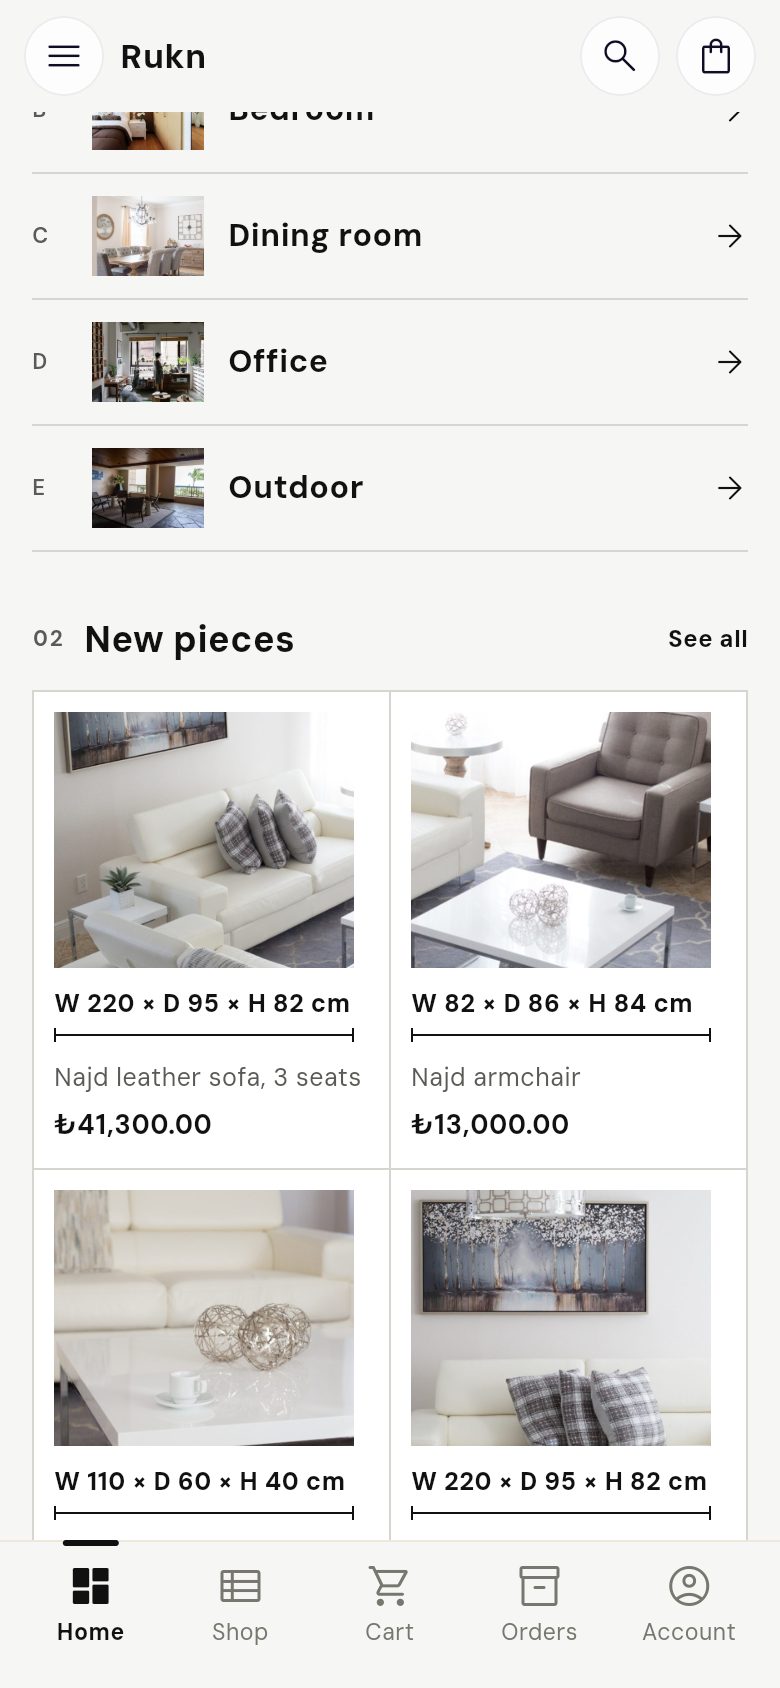 Rukn
B
Bedroom
C
Dining room
D
Office
E
Outdoor
02 New pieces
See all
W 220 × D 95 × H 82 cm
Najd leather sofa, 3 seats
₺41,300.00
W 82 × D 86 × H 84 cm
Najd armchair
₺13,000.00
W 110 × D 60 × H 40 cm
W 220 × D 95 × H 82 cm
Home
Shop
Cart
Orders
Account